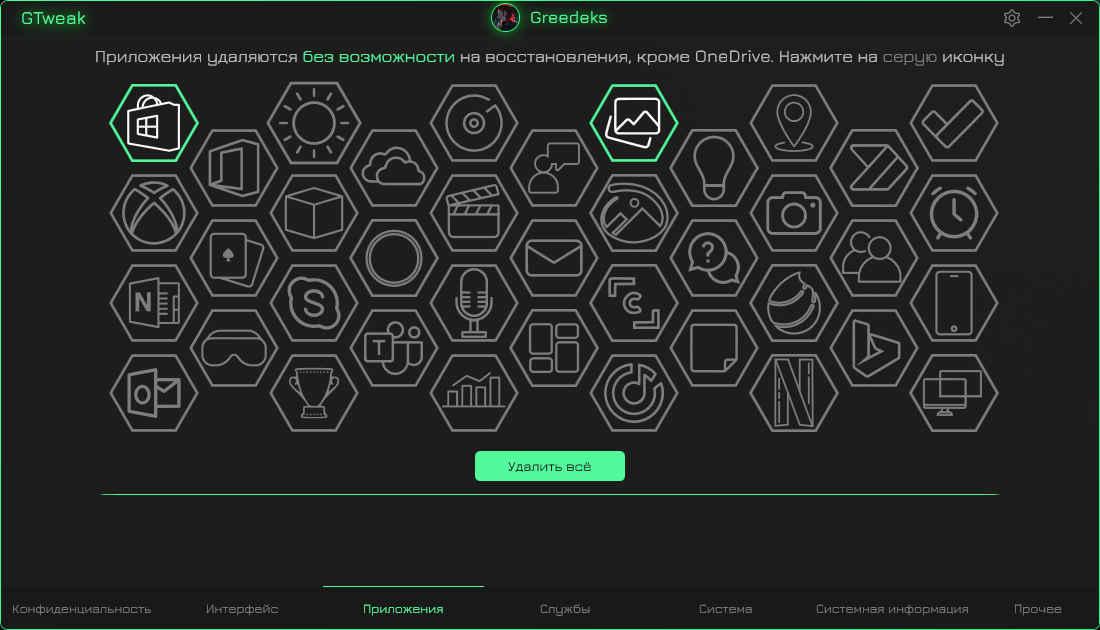 GTweak
Greedeks
Приложения удаляются без возможности на восстановления, кроме OneDrive. Нажмите на серую иконку
?
N
S
C
T
O
N
Удалить всё
Конфиденциальность
Интерфейс
Приложения
Службы
Система
Системная информация
Прочее